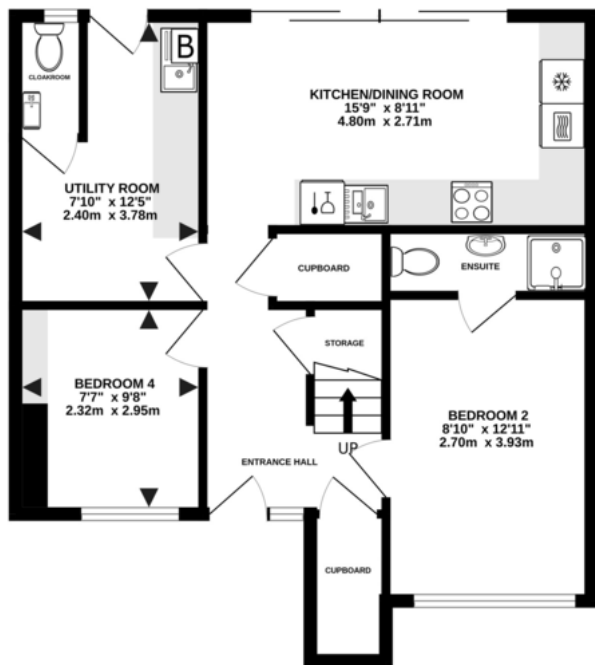 B
CLOAKROOM
KITCHEN/DINING ROOM
15'9" x 8'11"
4.80m x 2.71m
UTILITY ROOM
7'10" x 12'5"
2.40m x 3.78m
CUPBOARD
ENSUITE
STORAGE
BEDROOM 4
7'7" x 9'8"
2.32m x 2.95m
BEDROOM 2
8'10" x 12'11"
2.70m x 3.93m
UP
ENTRANCE HALL
CUPBOARD